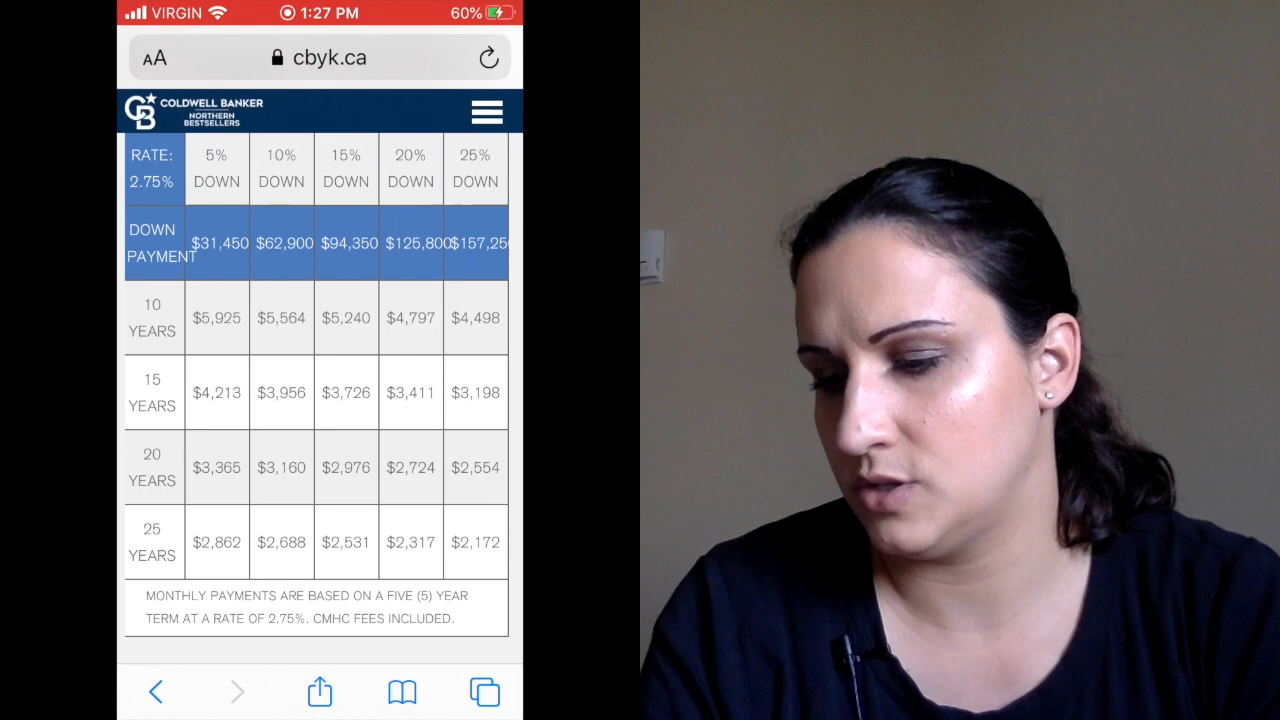 VIRGIN 1:27 PM 60%
AA cbyk.ca
CB COLDWELL BANKER
NORTHERN
BESTSELLERS
RATE: 2.75% 5% DOWN 10% DOWN 15% DOWN 20% DOWN 25% DOWN
DOWN PAYMENT $31,450 $62,900 $94,350 $125,800 $157,25
10 YEARS $5,925 $5,564 $5,240 $4,797 $4,498
15 YEARS $4,213 $3,956 $3,726 $3,411 $3,198
20 YEARS $3,365 $3,160 $2,976 $2,724 $2,554
25 YEARS $2,862 $2,688 $2,531 $2,317 $2,172
MONTHLY PAYMENTS ARE BASED ON A FIVE (5) YEAR
TERM AT A RATE OF 2.75%. CMHC FEES INCLUDED.